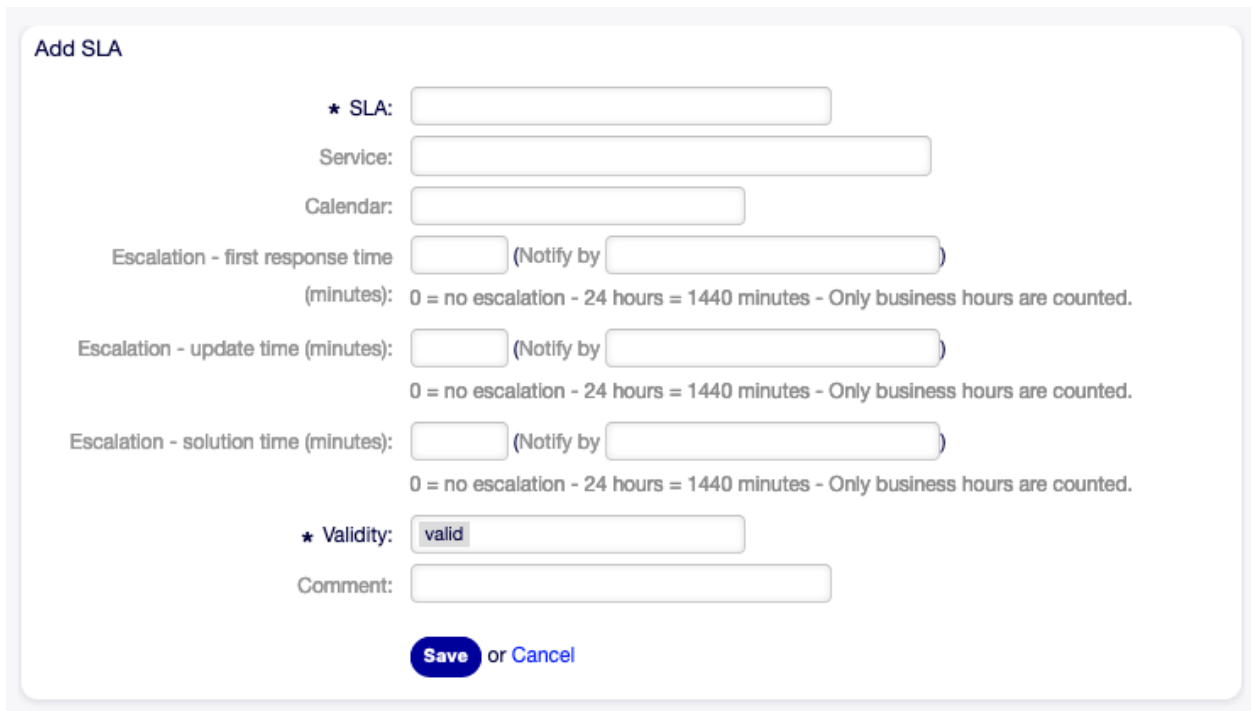 Add SLA
* SLA:
Service:
Calendar:
Escalation - first response time (Notify by )
(minutes): 0 = no escalation - 24 hours = 1440 minutes - Only business hours are counted.
Escalation - update time (minutes): (Notify by )
0 = no escalation - 24 hours = 1440 minutes - Only business hours are counted.
Escalation - solution time (minutes): (Notify by )
0 = no escalation - 24 hours = 1440 minutes - Only business hours are counted.
* Validity: valid
Comment:
Save or Cancel